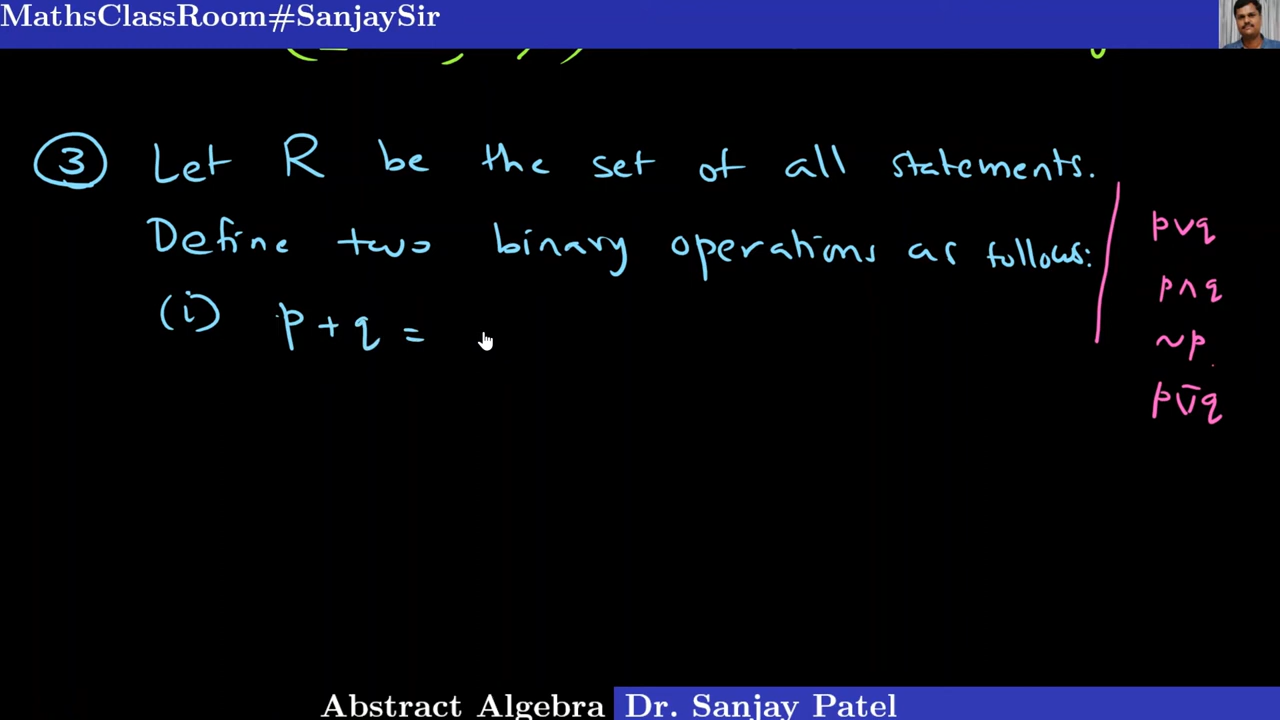 MathsClassRoom#SanjaySir
③ Let R be the set of all statements.
Define two binary operations as follows:
(i) p + q =
p∨q
p∧q
~p
p⊻q
Abstract Algebra Dr. Sanjay Patel